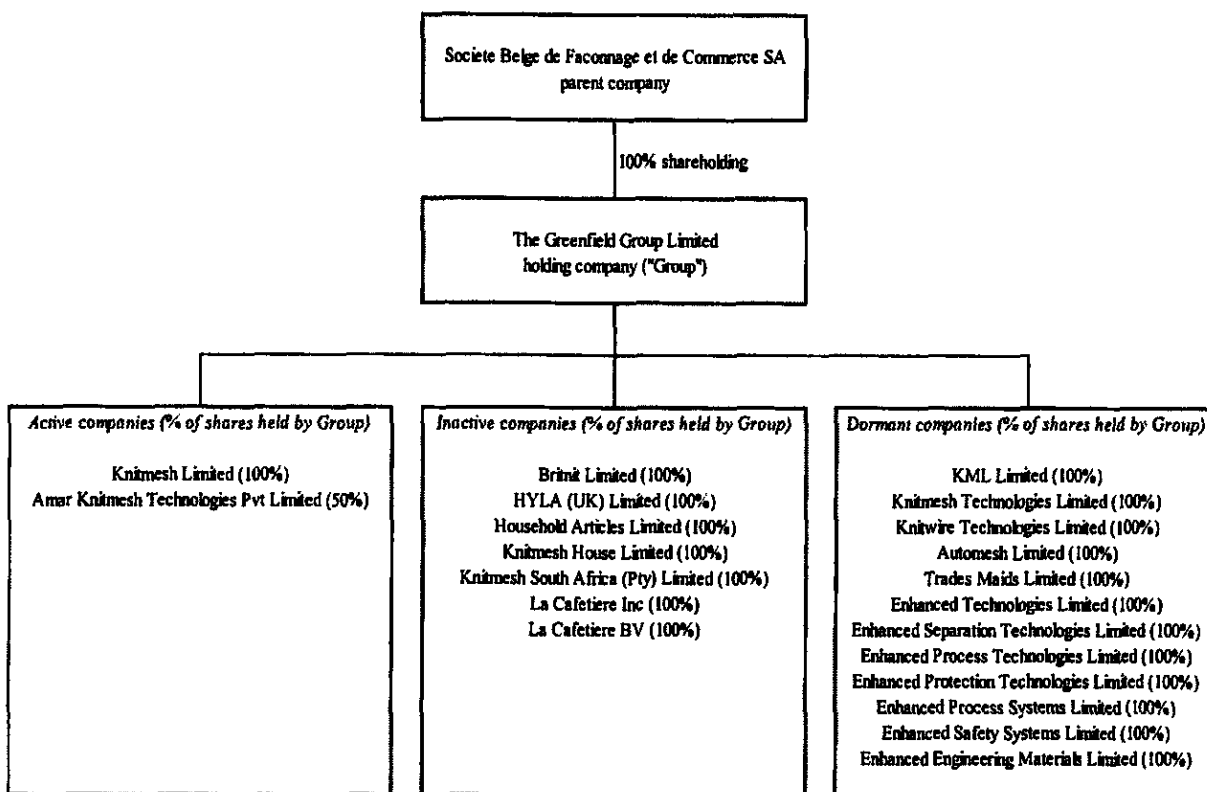 Societe Belge de Faconnage et de Commerce SA
parent company
100% shareholding
The Greenfield Group Limited
holding company ("Group")
Active companies (% of shares held by Group)
Knitmesh Limited (100%)
Amar Knitmesh Technologies Pvt Limited (50%)
Inactive companies (% of shares held by Group)
Britnit Limited (100%)
HYLA (UK) Limited (100%)
Household Articles Limited (100%)
Knitmesh House Limited (100%)
Knitmesh South Africa (Pty) Limited (100%)
La Cafetiere Inc (100%)
La Cafetiere BV (100%)
Dormant companies (% of shares held by Group)
KML Limited (100%)
Knitmesh Technologies Limited (100%)
Knitwire Technologies Limited (100%)
Automesh Limited (100%)
Trades Maids Limited (100%)
Enhanced Technologies Limited (100%)
Enhanced Separation Technologies Limited (100%)
Enhanced Process Technologies Limited (100%)
Enhanced Protection Technologies Limited (100%)
Enhanced Process Systems Limited (100%)
Enhanced Safety Systems Limited (100%)
Enhanced Engineering Materials Limited (100%)